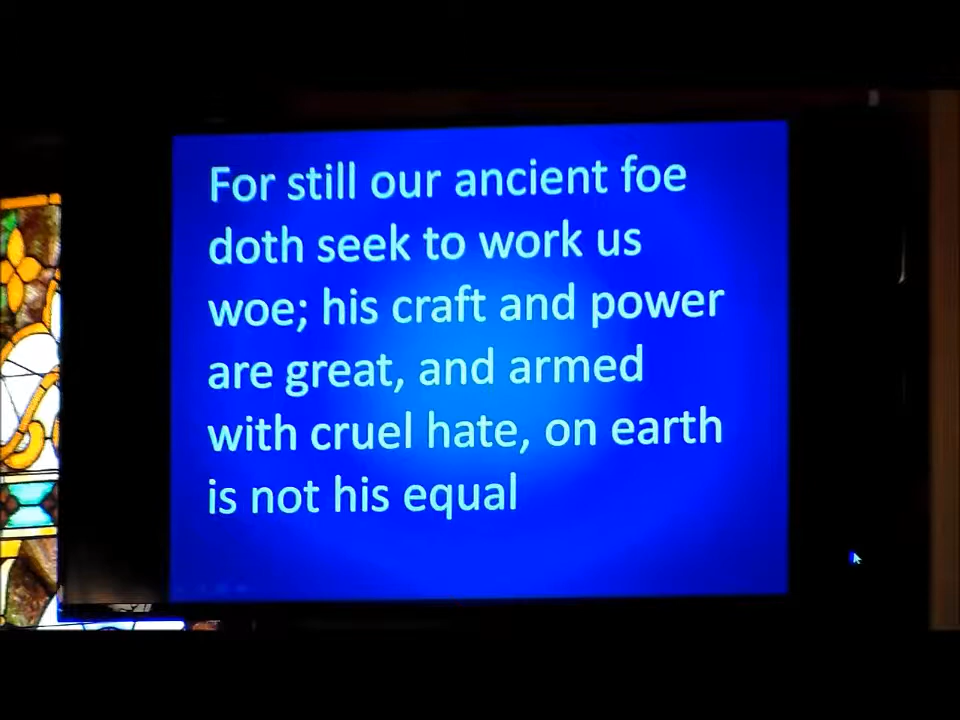 For still our ancient foe
doth seek to work us
woe; his craft and power
are great, and armed
with cruel hate, on earth
is not his equal